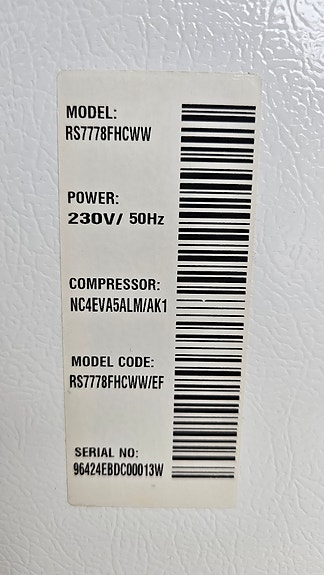 MODEL:
RS7778FHCWW
POWER:
230V/ 50Hz
COMPRESSOR:
NC4EVA5ALM/AK1
MODEL CODE:
RS7778FHCWW/EF
SERIAL NO:
96424EBDC00013W